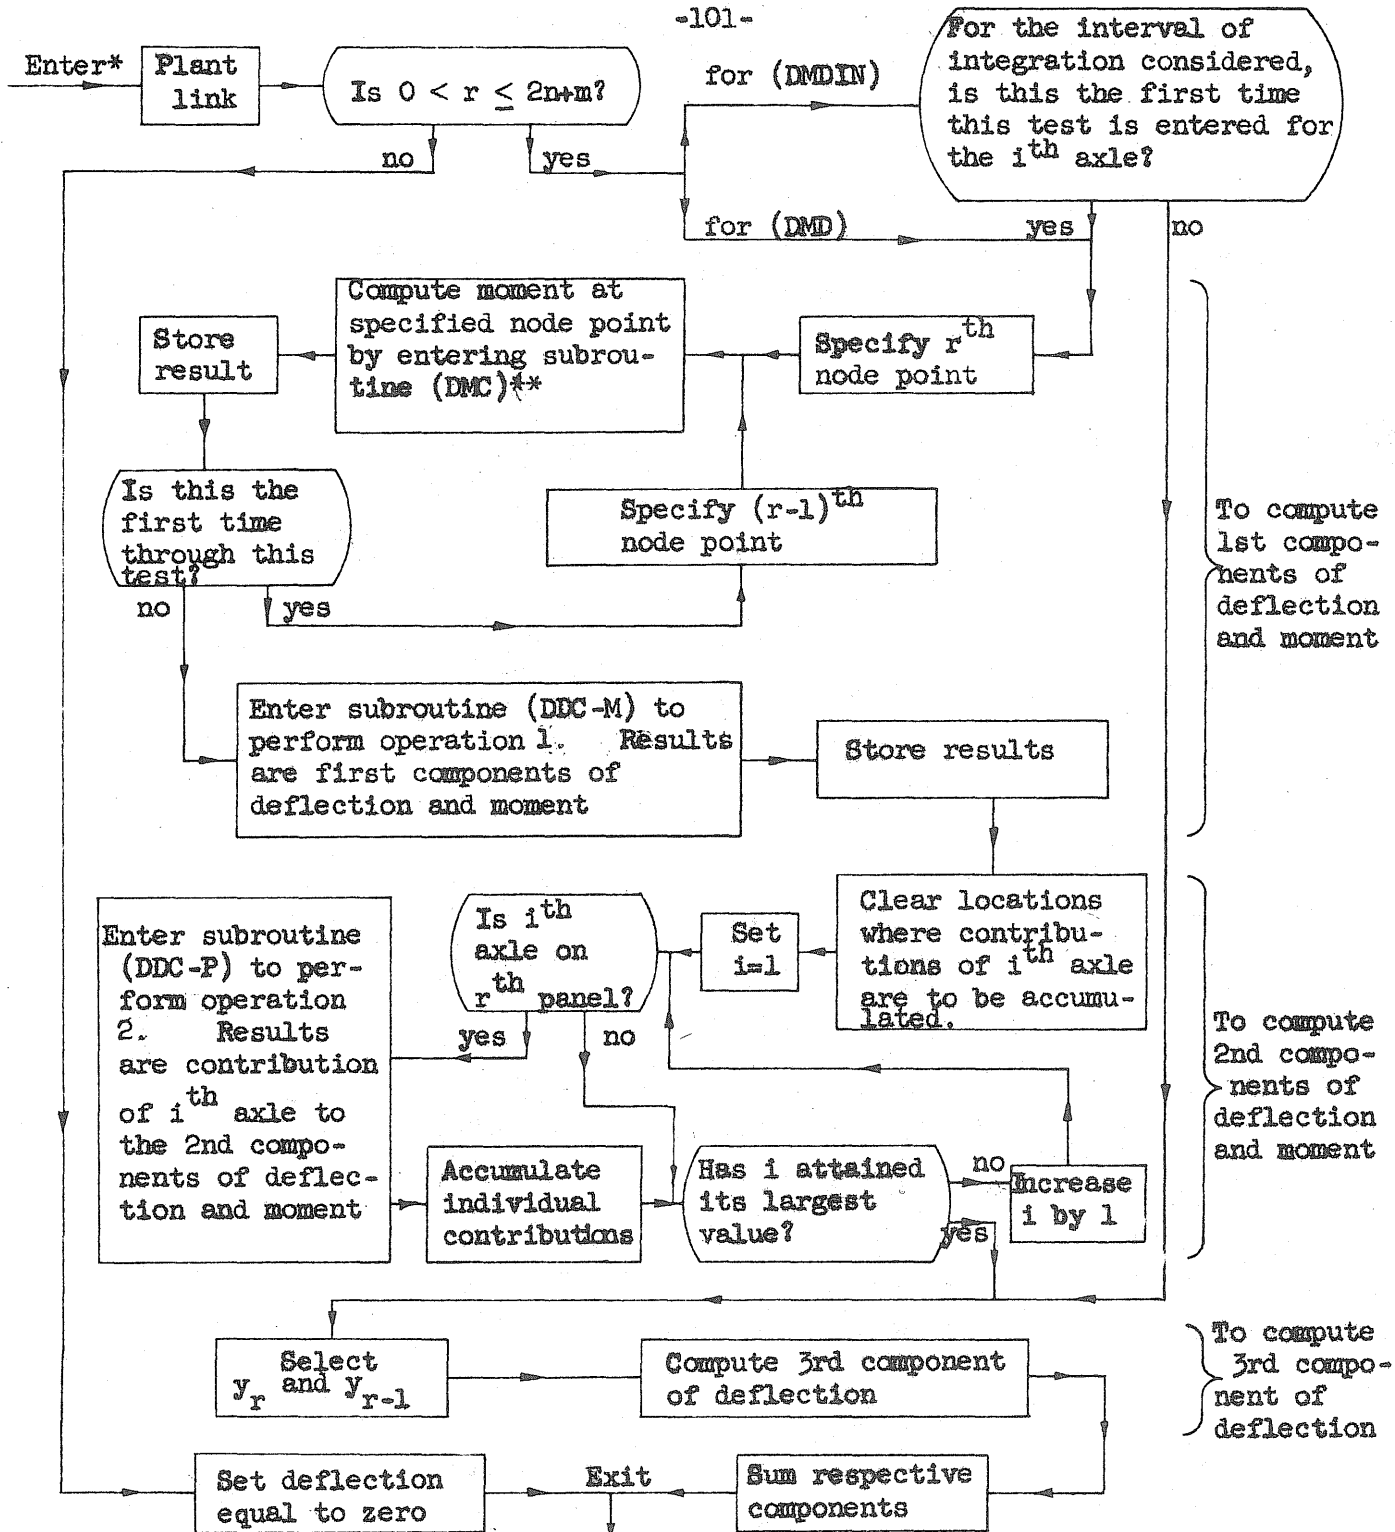 -101-
Enter*
Plant
link
Is 0 < r ≤ 2n+m?
no
yes
for (DMDIN)
for (DMD)
For the interval of
integration considered,
is this the first time
this test is entered for
the i^th axle?
yes
no
Specify r^th
node point
Compute moment at
specified node point
by entering subrou-
tine (DMC)**
Store
result
Is this the
first time
through this
test?
no
yes
Specify (r-1)^th
node point
To compute
1st compo-
nents of
deflection
and moment
Enter subroutine (DDC-M) to
perform operation 1. Results
are first components of
deflection and moment
Store results
Clear locations
where contribu-
tions of i^th axle
are to be accumu-
lated.
Set
i=1
Is i^th
axle on
r^th panel?
yes
no
Enter subroutine
(DDC-P) to per-
form operation
2. Results
are contribution
of i^th axle to
the 2nd compo-
nents of deflec-
tion and moment
Accumulate
individual
contributions
Has i attained
its largest
value?
no
yes
Increase
i by 1
To compute
2nd compo-
nents of
deflection
and moment
Select
y_r and y_r-1
Compute 3rd component
of deflection
To compute
3rd compo-
nent of
deflection
Set deflection
equal to zero
Exit
Sum respective
components